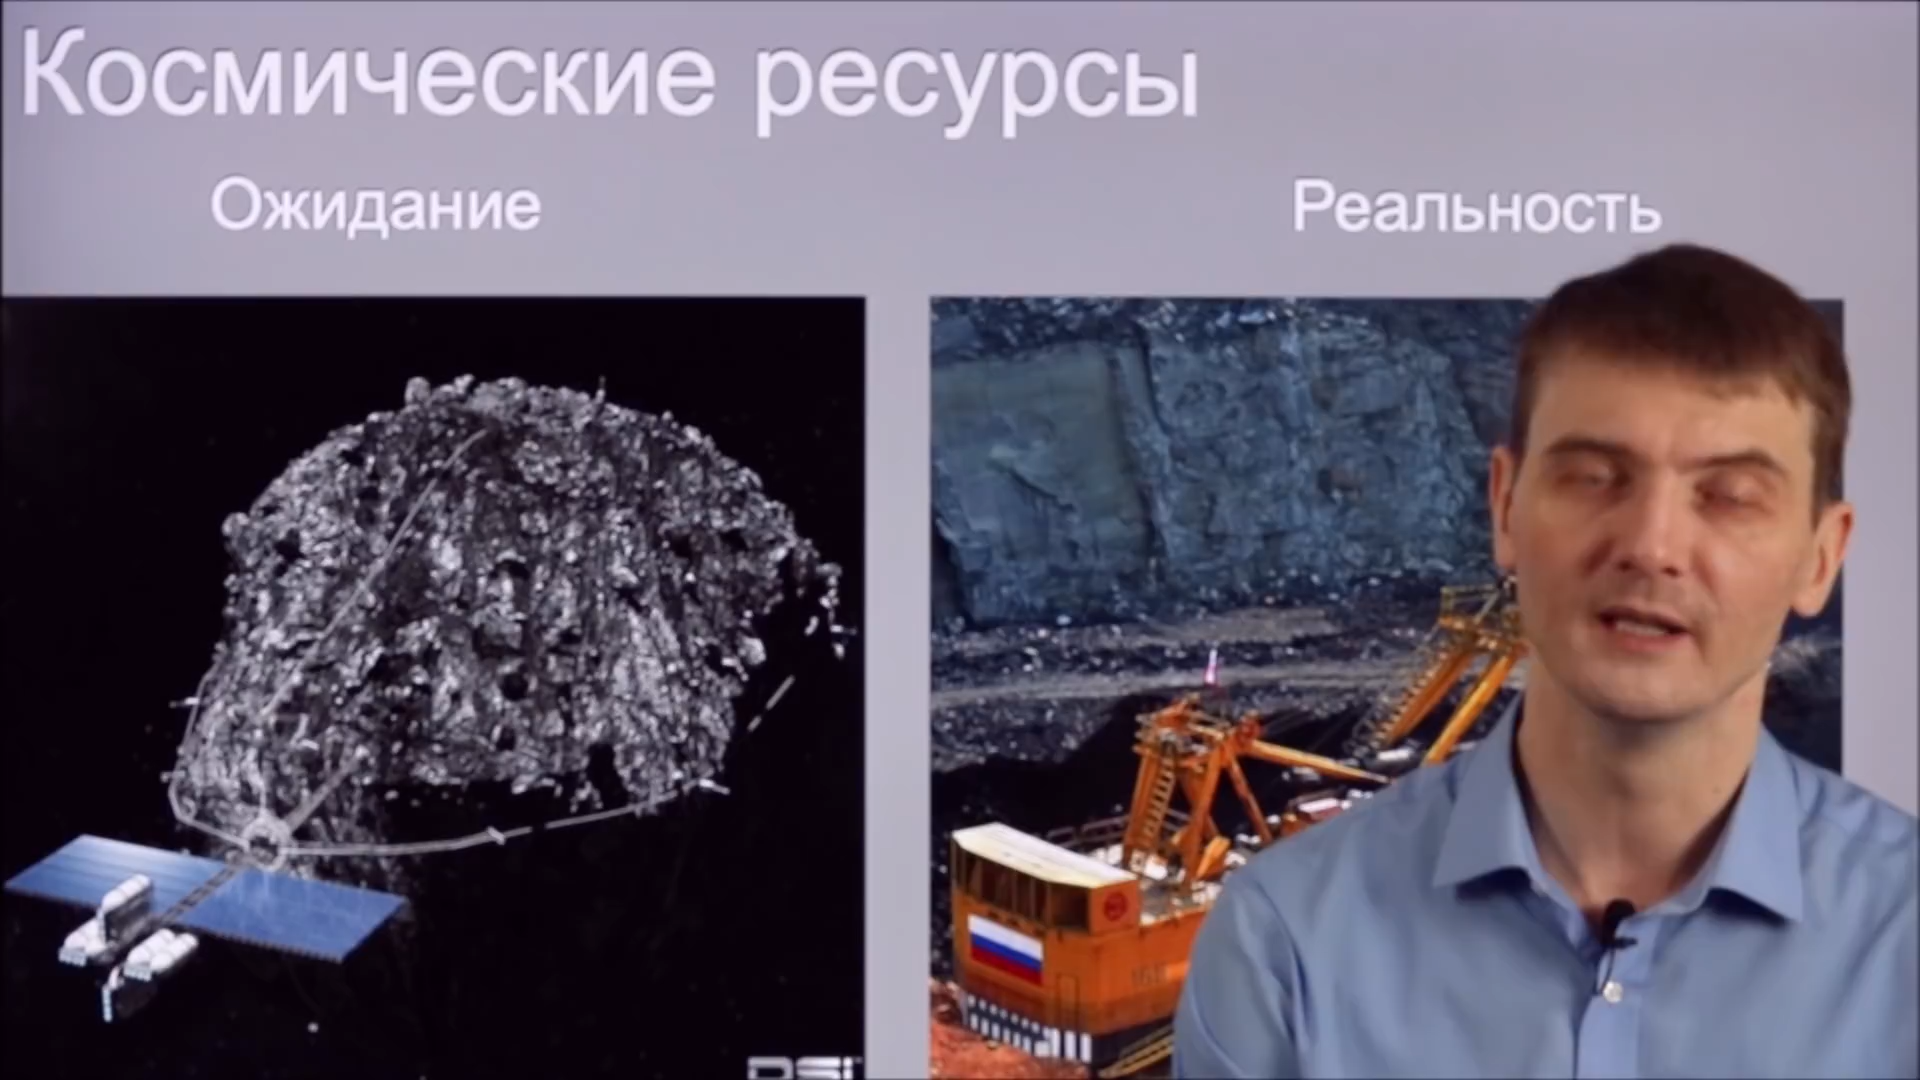 Космические ресурсы
Ожидание
Реальность
DSI